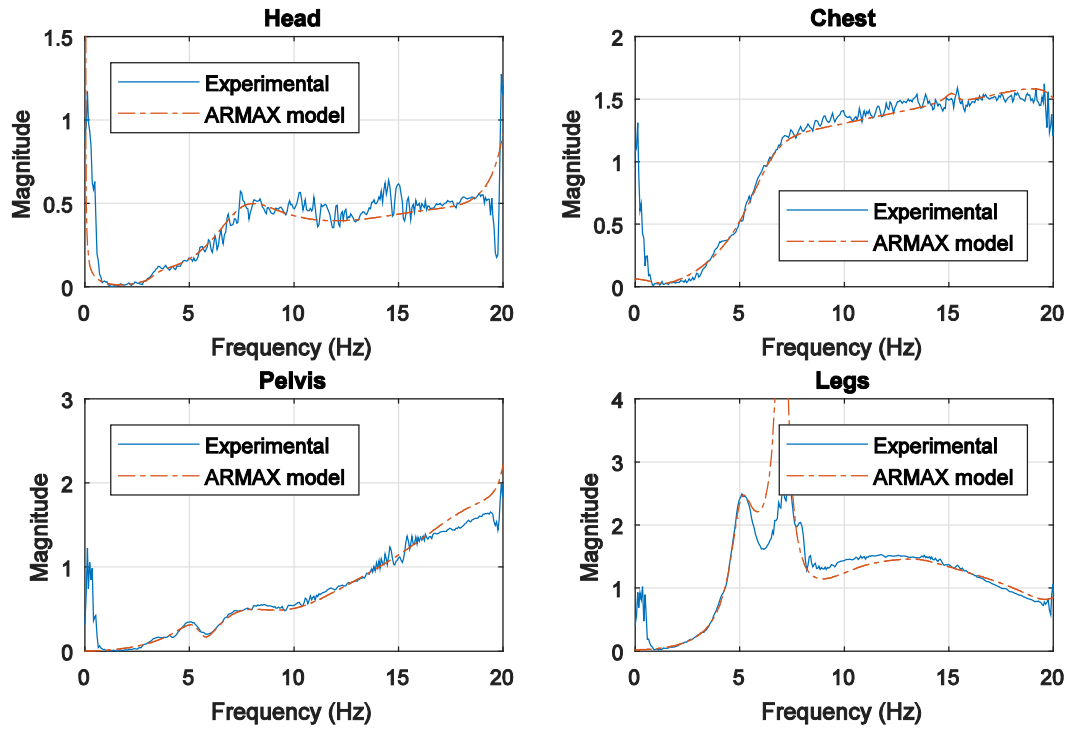 Head
1.5
1
0.5
0
Magnitude
Experimental
ARMAX model
0 5 10 15 20
Frequency (Hz)
Chest
2
1.5
1
0.5
0
Magnitude
Experimental
ARMAX model
0 5 10 15 20
Frequency (Hz)
Pelvis
3
2
1
0
Magnitude
Experimental
ARMAX model
0 5 10 15 20
Frequency (Hz)
Legs
4
3
2
1
0
Magnitude
Experimental
ARMAX model
0 5 10 15 20
Frequency (Hz)